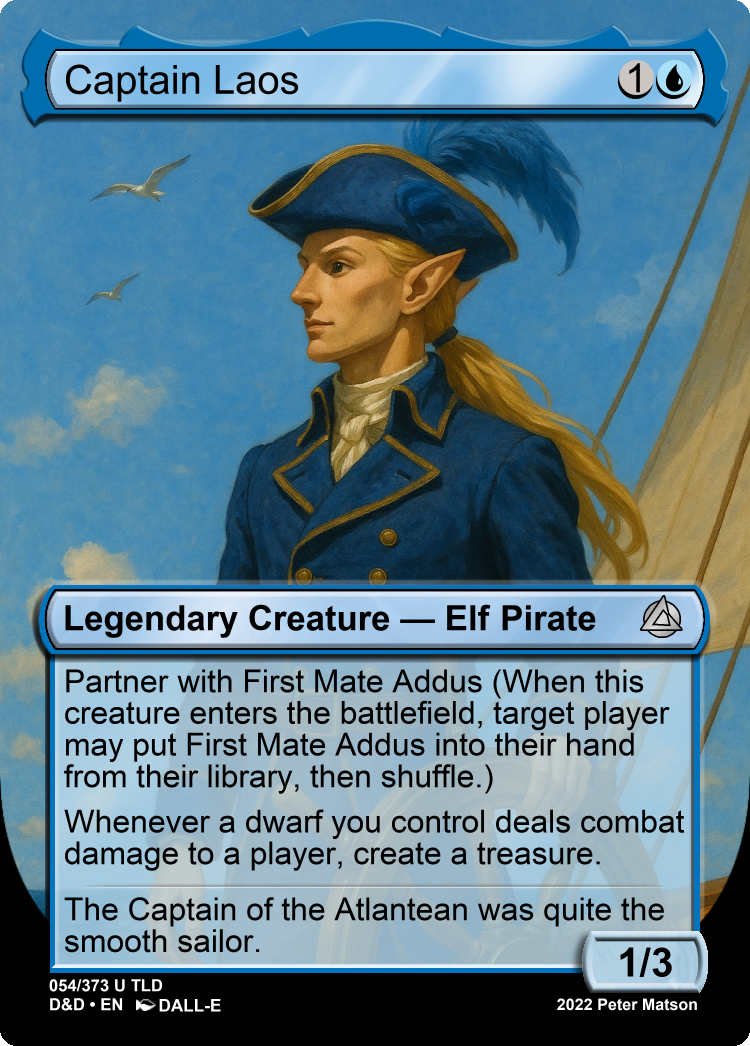 Captain Laos 1
Legendary Creature — Elf Pirate
Partner with First Mate Addus (When this
creature enters the battlefield, target player
may put First Mate Addus into their hand
from their library, then shuffle.)
Whenever a dwarf you control deals combat
damage to a player, create a treasure.
The Captain of the Atlantean was quite the
smooth sailor.
1/3
054/373 U TLD
D&D • EN DALL-E
2022 Peter Matson